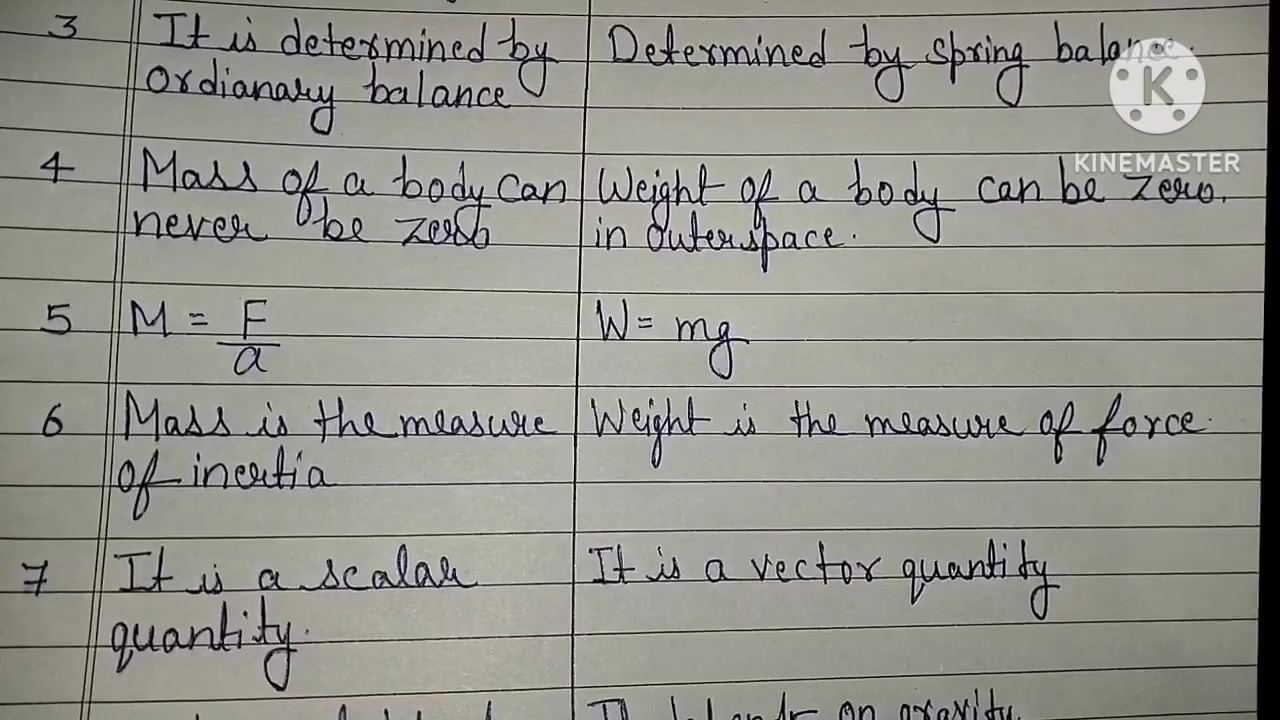 3 It is determined by Determined by spring balance.
ordianary balance
K
KINEMASTER
4 Mass of a body can Weight of a body can be zero.
never be zero in outerspace.
5 M = F/a W = mg
6 Mass is the measure Weight is the measure of force.
of inertia
7 It is a scalar It is a vector quantity
quantity.
on gravity.